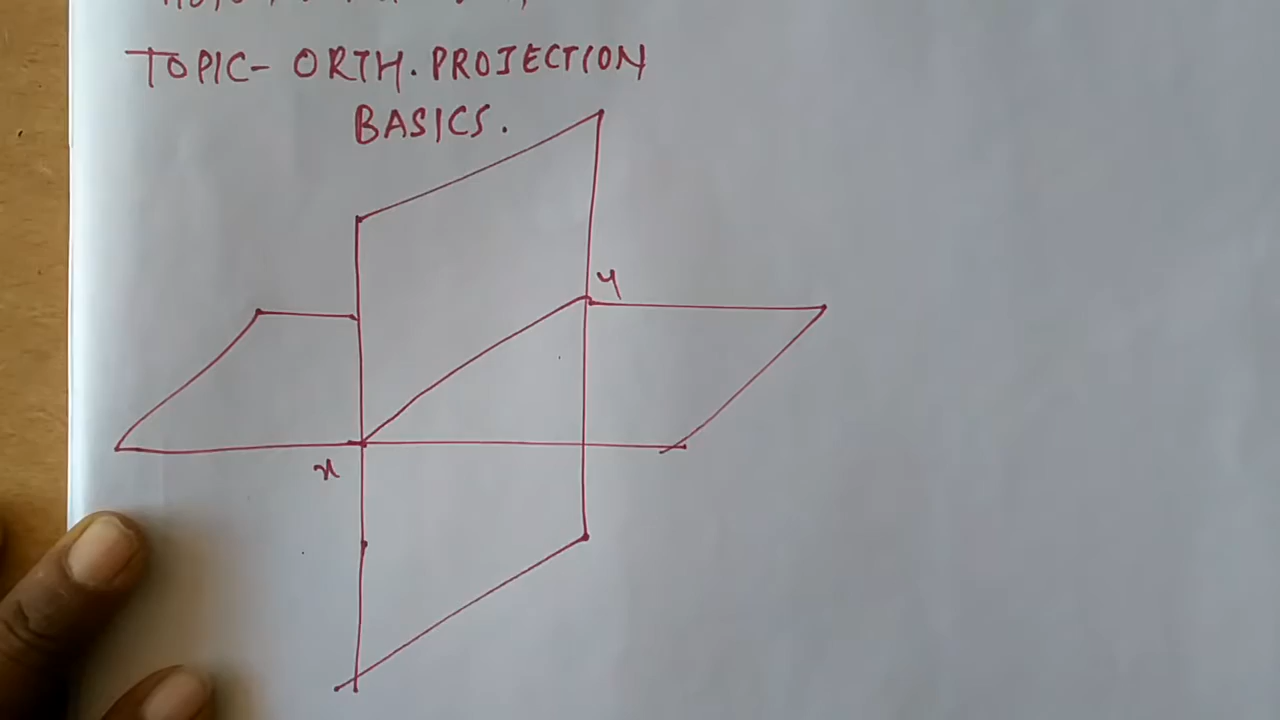 TOPIC- ORTH. PROJECTION
BASICS.
y
x